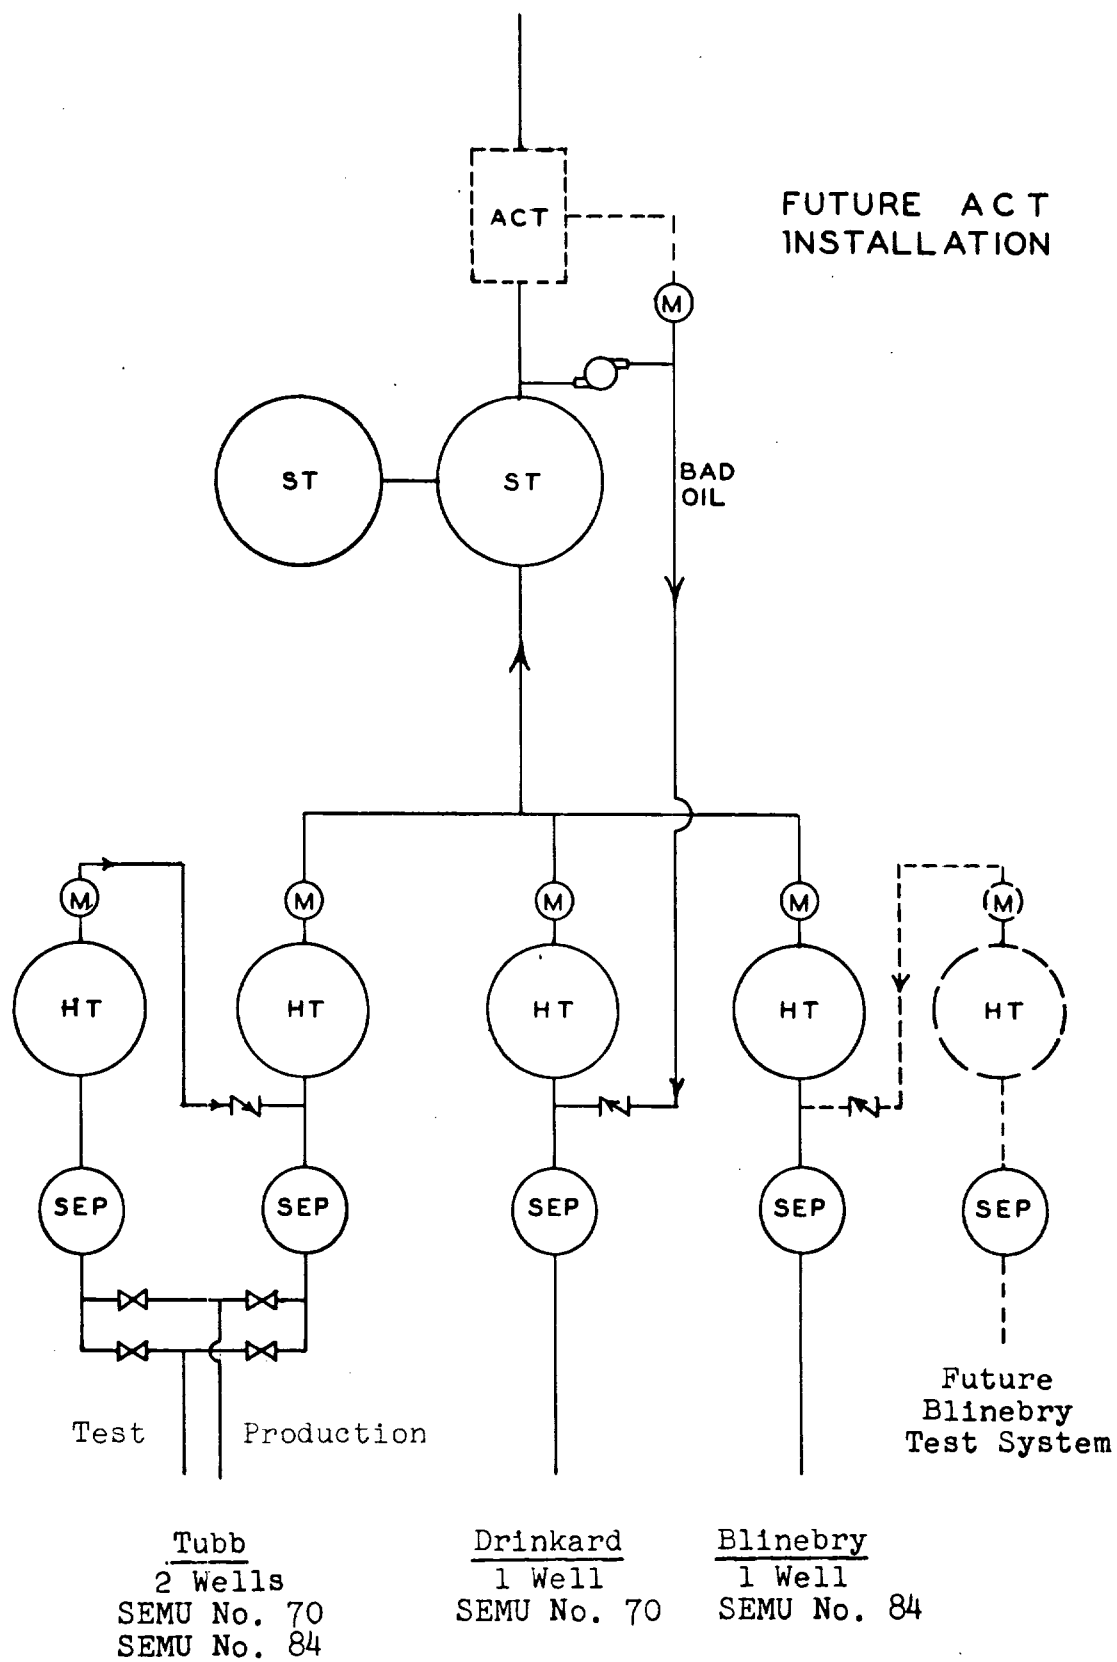 ACT
FUTURE ACT
INSTALLATION
M
ST
ST
BAD
OIL
M
M
M
M
M
HT
HT
HT
HT
HT
SEP
SEP
SEP
SEP
SEP
Test
Production
Future
Blinebry
Test System
Tubb
2 Wells
SEMU No. 70
SEMU No. 84
Drinkard
1 Well
SEMU No. 70
Blinebry
1 Well
SEMU No. 84